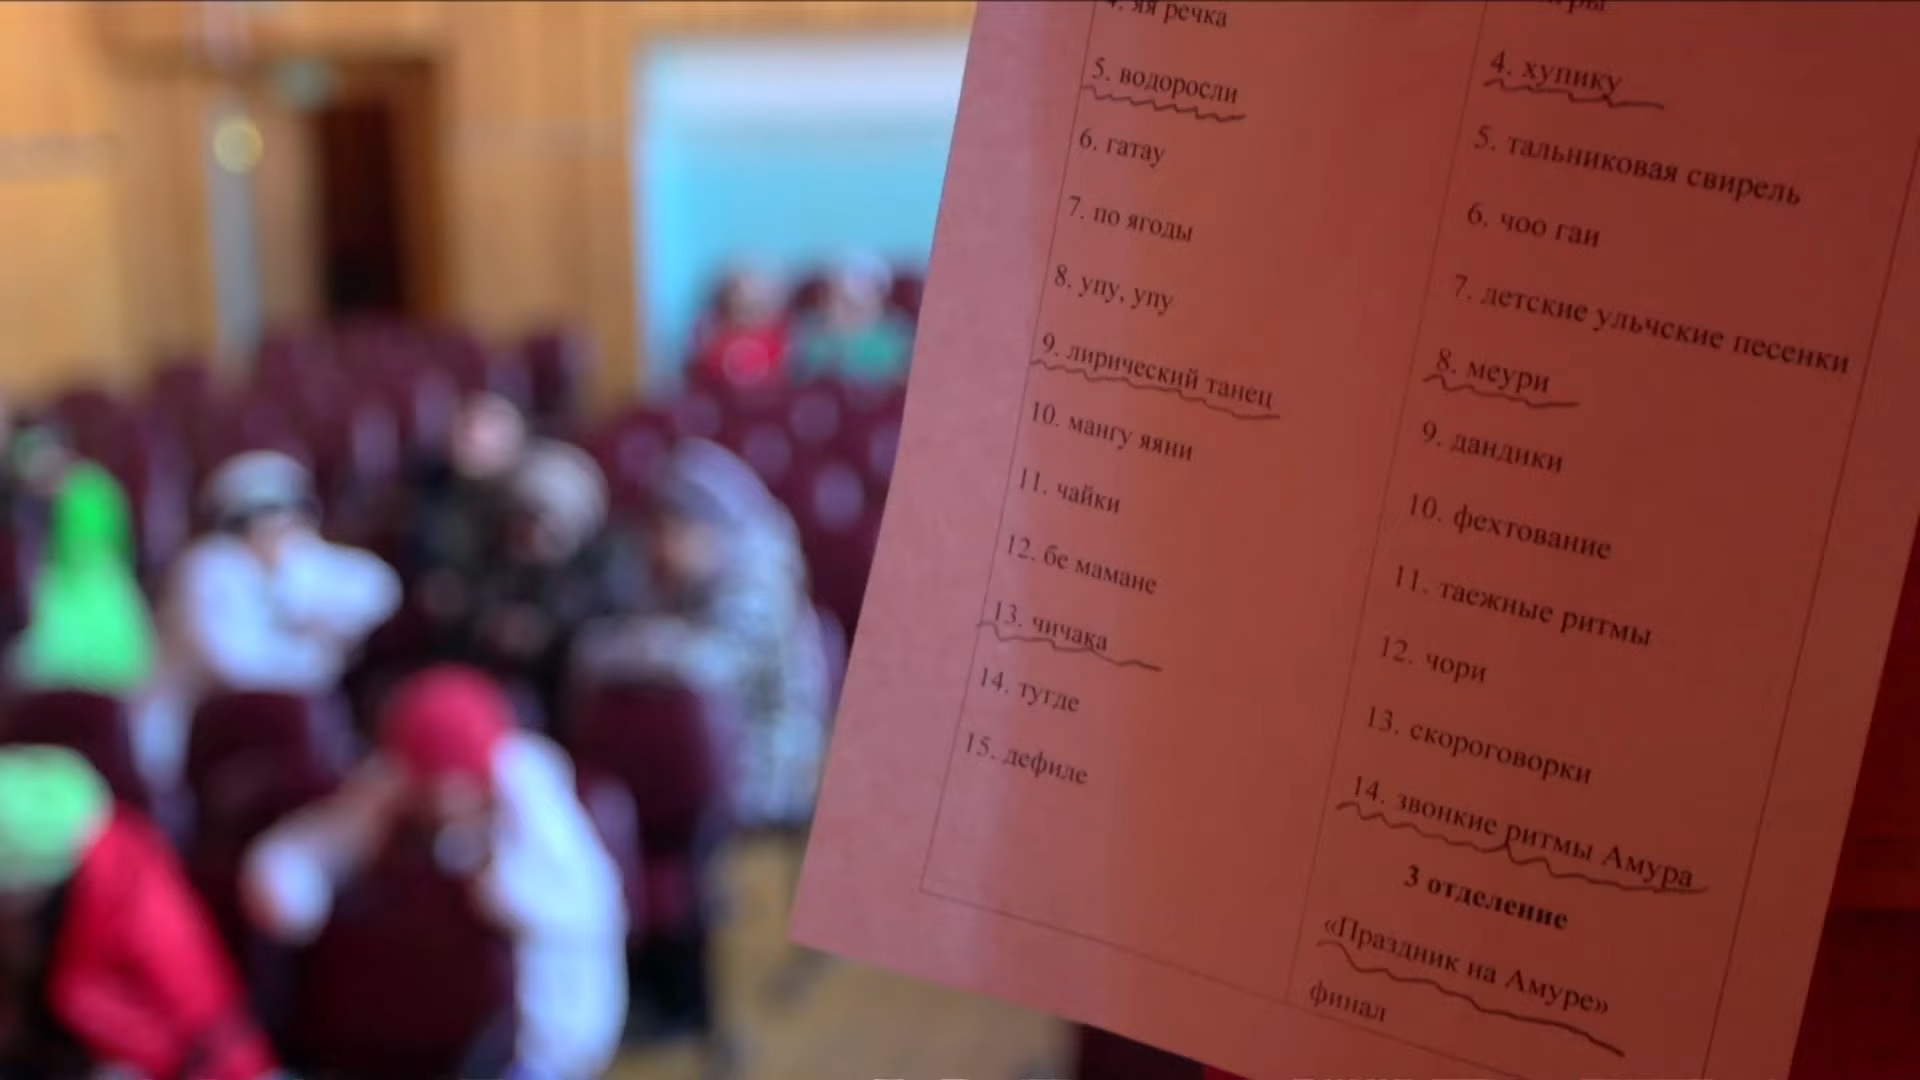 4. яя речка
5. водоросли
6. гатау
7. по ягоды
8. упу, упу
9. лирический танец
10. мангу яяни
11. чайки
12. бе мамане
13. чичака
14. тугде
15. дефиле
4. хупику
5. тальниковая свирель
6. чоо гаи
7. детские ульчские песенки
8. меури
9. дандики
10. фехтование
11. таежные ритмы
12. чори
13. скороговорки
14. звонкие ритмы Амура
3 отделение
«Праздник на Амуре»
финал